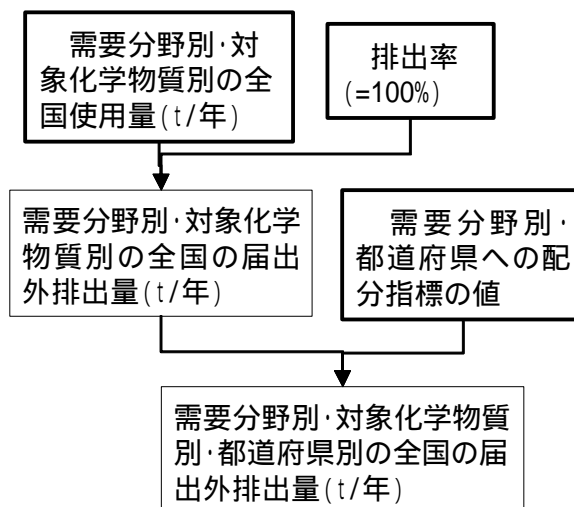 需要分野別･対
象化学物質別の全
国使用量(t/年)
排出率
(=100%)
需要分野別･対象化学
物質別の全国の届出
外排出量(t/年)
需要分野別･
都道府県への配
分指標の値
需要分野別･対象化学物質
別･都道府県別の全国の届
出外排出量(t/年)